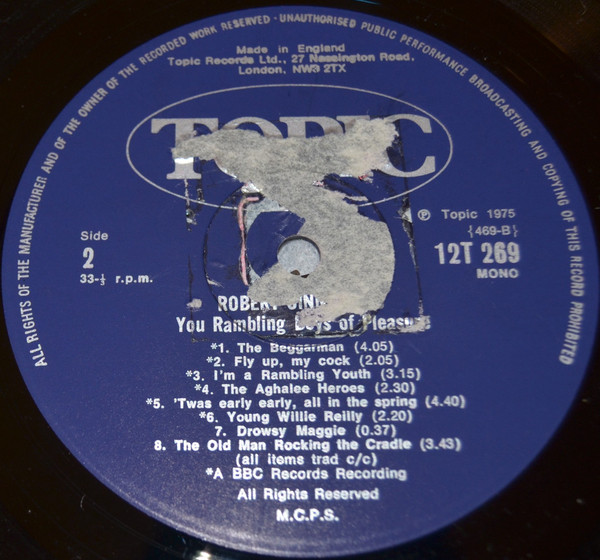 ALL RIGHTS OF THE MANUFACTURER AND OF THE OWNER OF THE RECORDED WORK RESERVED · UNAUTHORISED PUBLIC PERFORMANCE BROADCASTING AND COPYING OF THIS RECORD PROHIBITED
Made in England
Topic Records Ltd., 27 Nassington Road.
London, NW3 2TX
TOPIC
℗ Topic 1975
{469-B}
12T 269
MONO
Side
2
33-⅓ r.p.m.
ROBERT
You Rambling Boys of Pleasure
*1. The Beggarman (4.05)
*2. Fly up, my cock (2.05)
*3. I'm a Rambling Youth (3.15)
*4. The Aghalee Heroes (2.30)
*5. 'Twas early early, all in the spring (4.40)
*6. Young Willie Reilly (2.20)
7. Drowsy Maggie (0.37)
8. The Old Man Rocking the Cradle (3.43)
(all items trad c/c)
*A BBC Records Recording
All Rights Reserved
M.C.P.S.